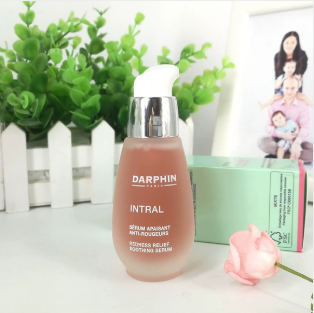 DARPHIN
PARIS
INTRAL
SÉRUM APAISANT
ANTI-ROUGEURS
REDNESS RELIEF
SOOTHING SERUM